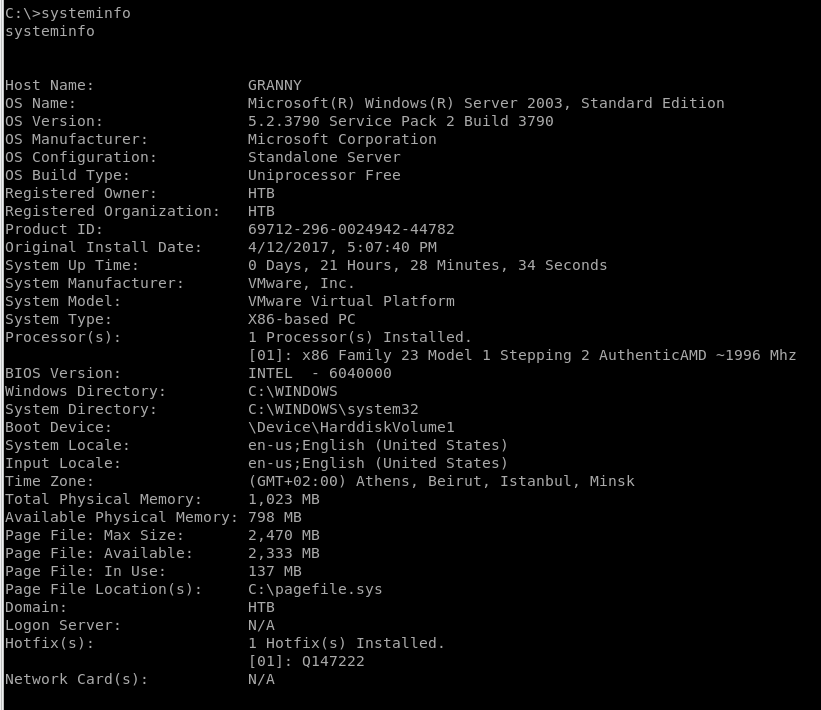 C:\>systeminfo
systeminfo
Host Name: GRANNY
OS Name: Microsoft(R) Windows(R) Server 2003, Standard Edition
OS Version: 5.2.3790 Service Pack 2 Build 3790
OS Manufacturer: Microsoft Corporation
OS Configuration: Standalone Server
OS Build Type: Uniprocessor Free
Registered Owner: HTB
Registered Organization: HTB
Product ID: 69712-296-0024942-44782
Original Install Date: 4/12/2017, 5:07:40 PM
System Up Time: 0 Days, 21 Hours, 28 Minutes, 34 Seconds
System Manufacturer: VMware, Inc.
System Model: VMware Virtual Platform
System Type: X86-based PC
Processor(s): 1 Processor(s) Installed.
[01]: x86 Family 23 Model 1 Stepping 2 AuthenticAMD ~1996 Mhz
BIOS Version: INTEL  - 6040000
Windows Directory: C:\WINDOWS
System Directory: C:\WINDOWS\system32
Boot Device: \Device\HarddiskVolume1
System Locale: en-us;English (United States)
Input Locale: en-us;English (United States)
Time Zone: (GMT+02:00) Athens, Beirut, Istanbul, Minsk
Total Physical Memory: 1,023 MB
Available Physical Memory: 798 MB
Page File: Max Size: 2,470 MB
Page File: Available: 2,333 MB
Page File: In Use: 137 MB
Page File Location(s): C:\pagefile.sys
Domain: HTB
Logon Server: N/A
Hotfix(s): 1 Hotfix(s) Installed.
[01]: Q147222
Network Card(s): N/A